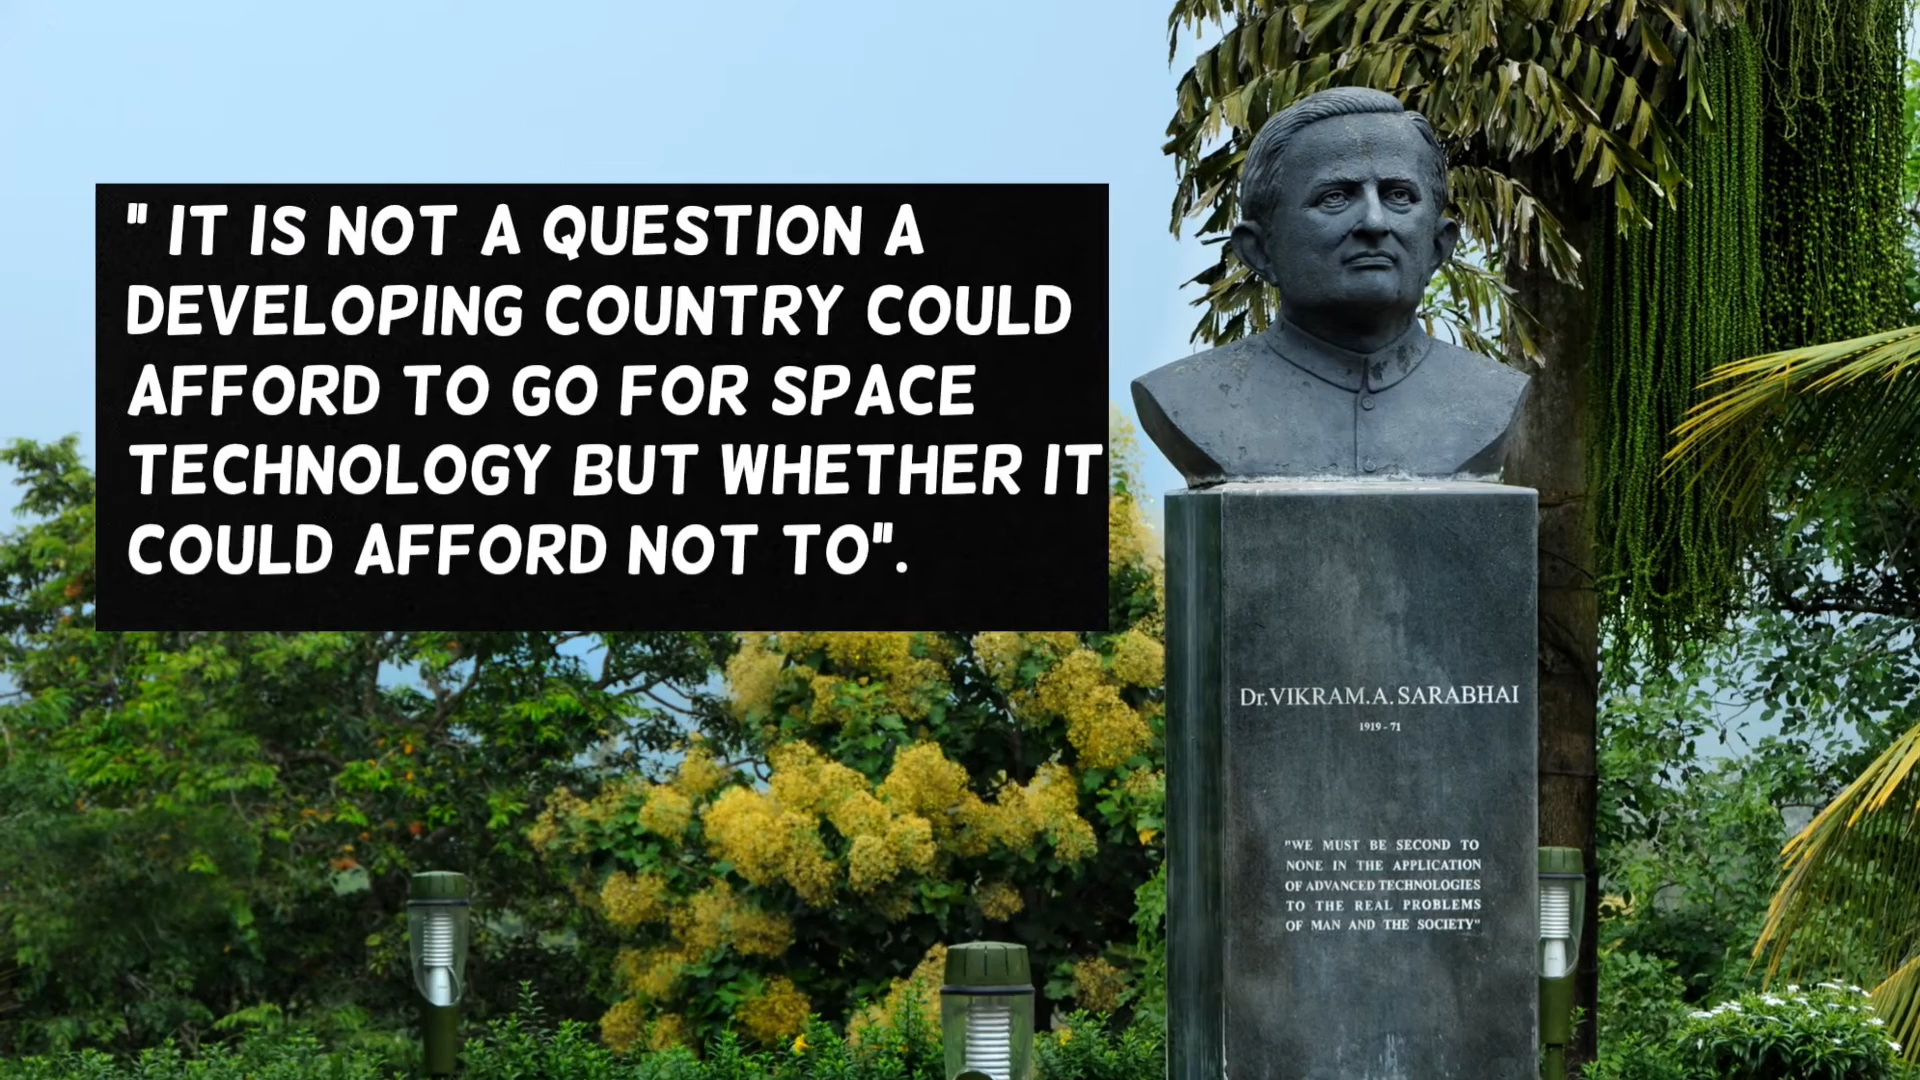 " IT IS NOT A QUESTION A
DEVELOPING COUNTRY COULD
AFFORD TO GO FOR SPACE
TECHNOLOGY BUT WHETHER IT
COULD AFFORD NOT TO".
Dr.VIKRAM.A. SARABHAI
1919 - 71
"WE MUST BE SECOND TO
NONE IN THE APPLICATION
OF ADVANCED TECHNOLOGIES
TO THE REAL PROBLEMS
OF MAN AND THE SOCIETY"